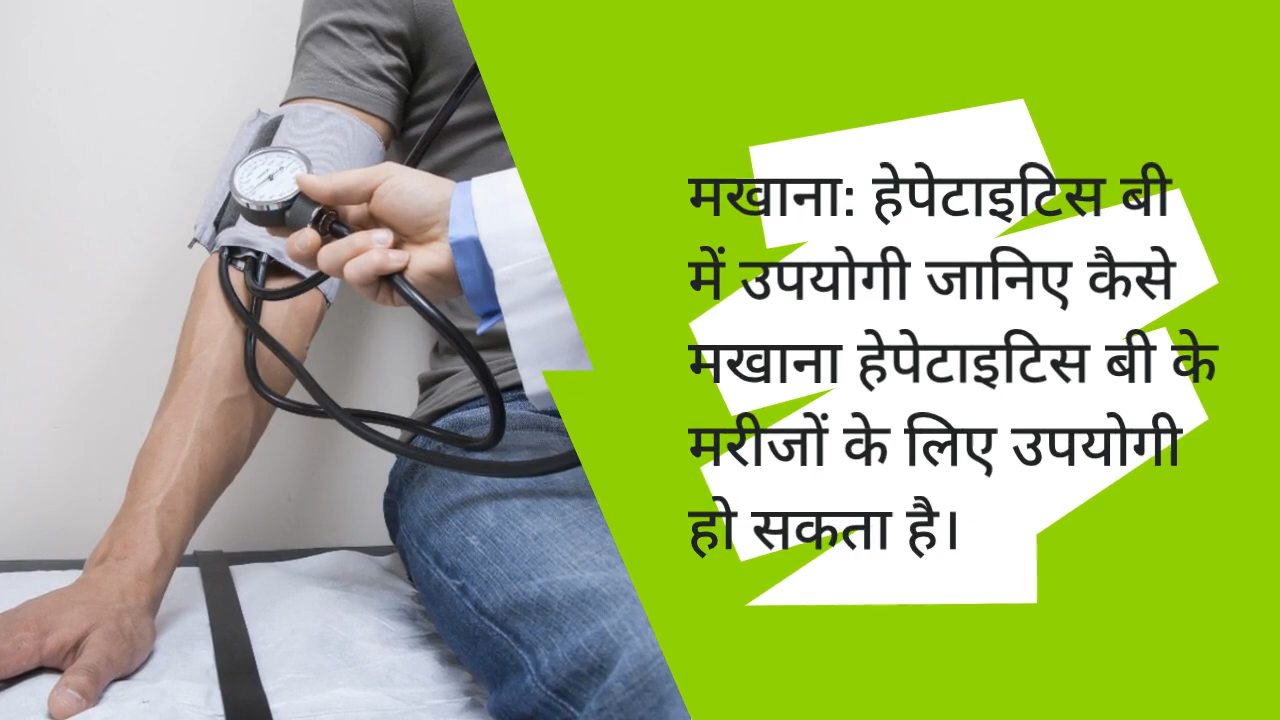 मखाना: हेपेटाइटिस बी
में उपयोगी जानिए कैसे
मखाना हेपेटाइटिस बी के
मरीजों के लिए उपयोगी
हो सकता है।